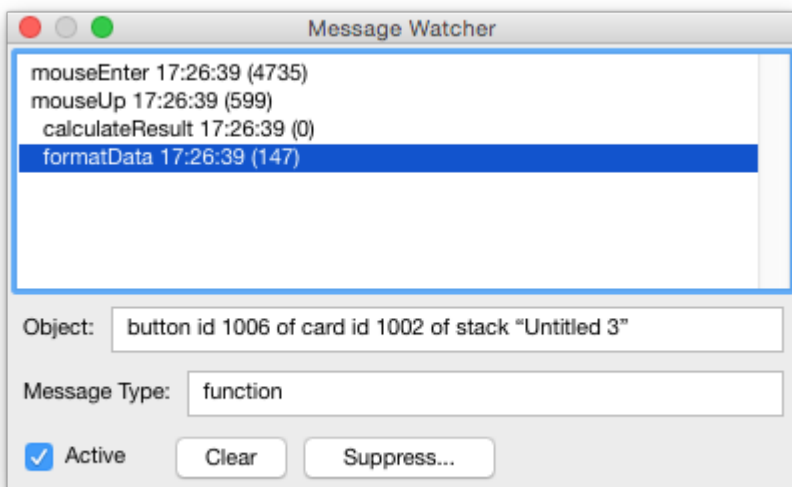 Message Watcher
mouseEnter 17:26:39 (4735)
mouseUp 17:26:39 (599)
calculateResult 17:26:39 (0)
formatData 17:26:39 (147)
Object: button id 1006 of card id 1002 of stack “Untitled 3”
Message Type: function
Active Clear Suppress...